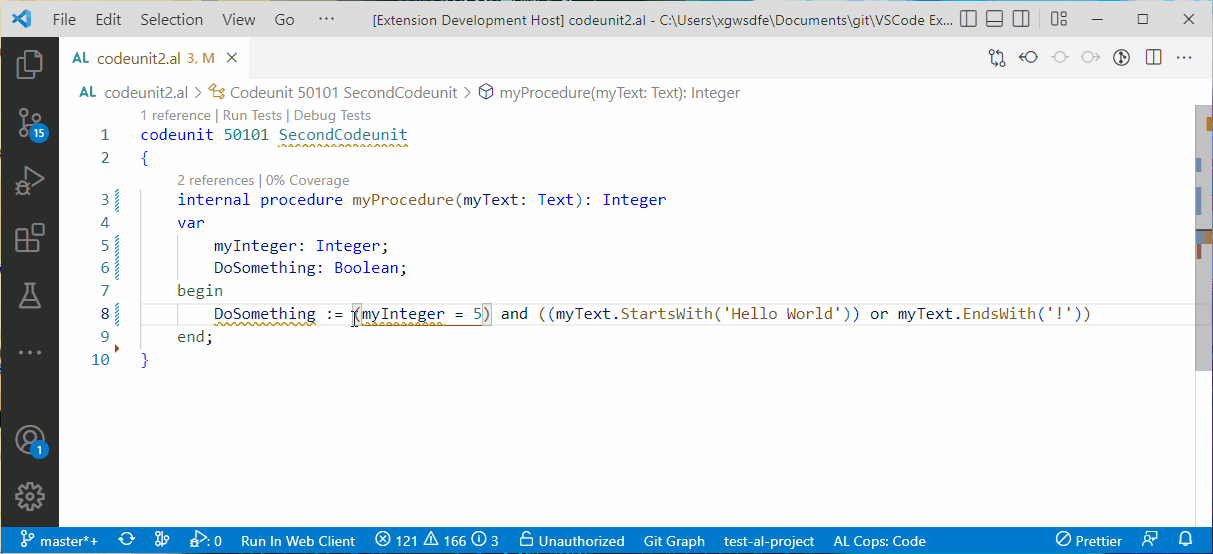 File Edit Selection View Go ··· [Extension Development Host] codeunit2.al - C:\Users\xgwsdfe\Documents\git\VSCode Ex...
AL codeunit2.al 3, M
AL codeunit2.al > Codeunit 50101 SecondCodeunit > myProcedure(myText: Text): Integer
1 reference | Run Tests | Debug Tests
1 codeunit 50101 SecondCodeunit
2 {
2 references | 0% Coverage
3 internal procedure myProcedure(myText: Text): Integer
4 var
5 myInteger: Integer;
6 DoSomething: Boolean;
7 begin
8 DoSomething := (myInteger = 5) and ((myText.StartsWith('Hello World')) or myText.EndsWith('!'))
9 end;
10 }
15
1
master*+ 0 Run In Web Client 121 166 3 Unauthorized Git Graph test-al-project AL Cops: Code Prettier